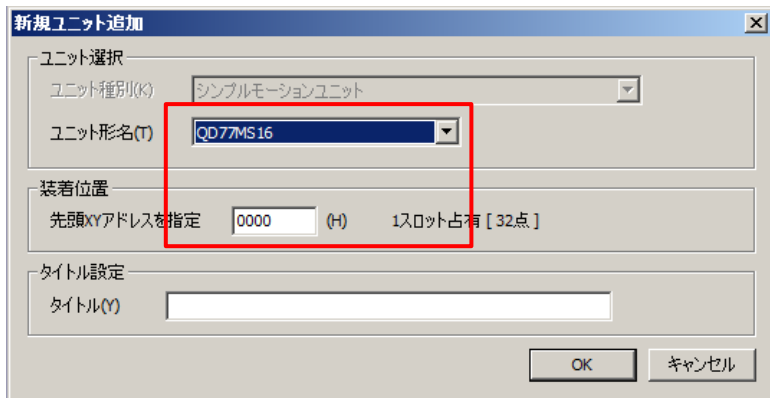 新規ユニット追加
ユニット選択
ユニット種別(K) シンプルモーションユニット
ユニット形名(T) QD77MS16
装着位置
先頭XYアドレスを指定 0000 (H) 1スロット占有 [ 32点 ]
タイトル設定
タイトル(Y)
OK キャンセル